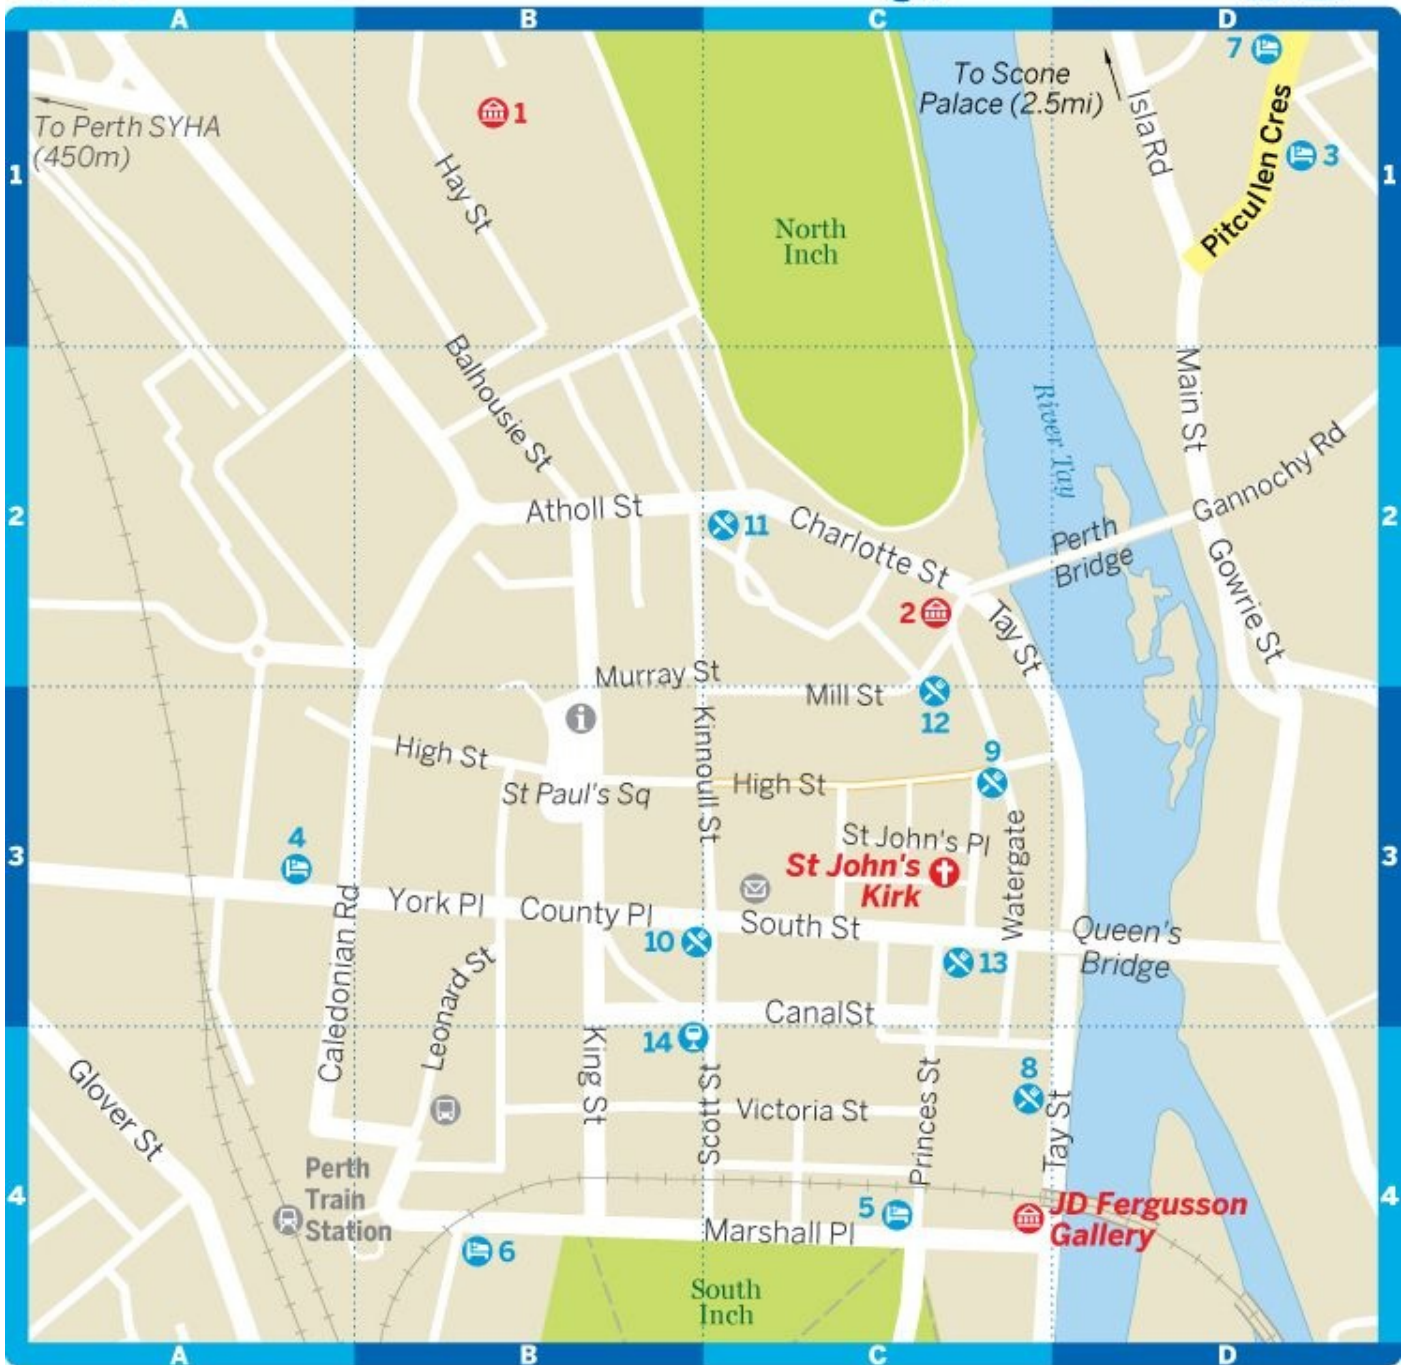 A
B
C
D
To Perth SYHA
(450m)
1
To Scone
Palace (2.5mi)
7
3
1
1
Hay St
Isla Rd
Pitcullen Cres
North
Inch
Balhousie St
River Tay
Main St
Gannochy Rd
2
2
Atholl St
11
Charlotte St
Perth
Bridge
Gowrie St
2
Tay St
Murray St
Mill St
12
High St
Kinnoull St
9
St Paul's Sq
High St
4
3
3
St John's Pl
St John's
Kirk
Watergate
York Pl
County Pl
South St
Queen's
Bridge
10
13
Caledonian Rd
Leonard St
Canal St
14
King St
Scott St
8
Glover St
Victoria St
Princes St
Tay St
Perth
Train
Station
4
4
5
JD Fergusson
Gallery
Marshall Pl
6
South
Inch
A
B
C
D